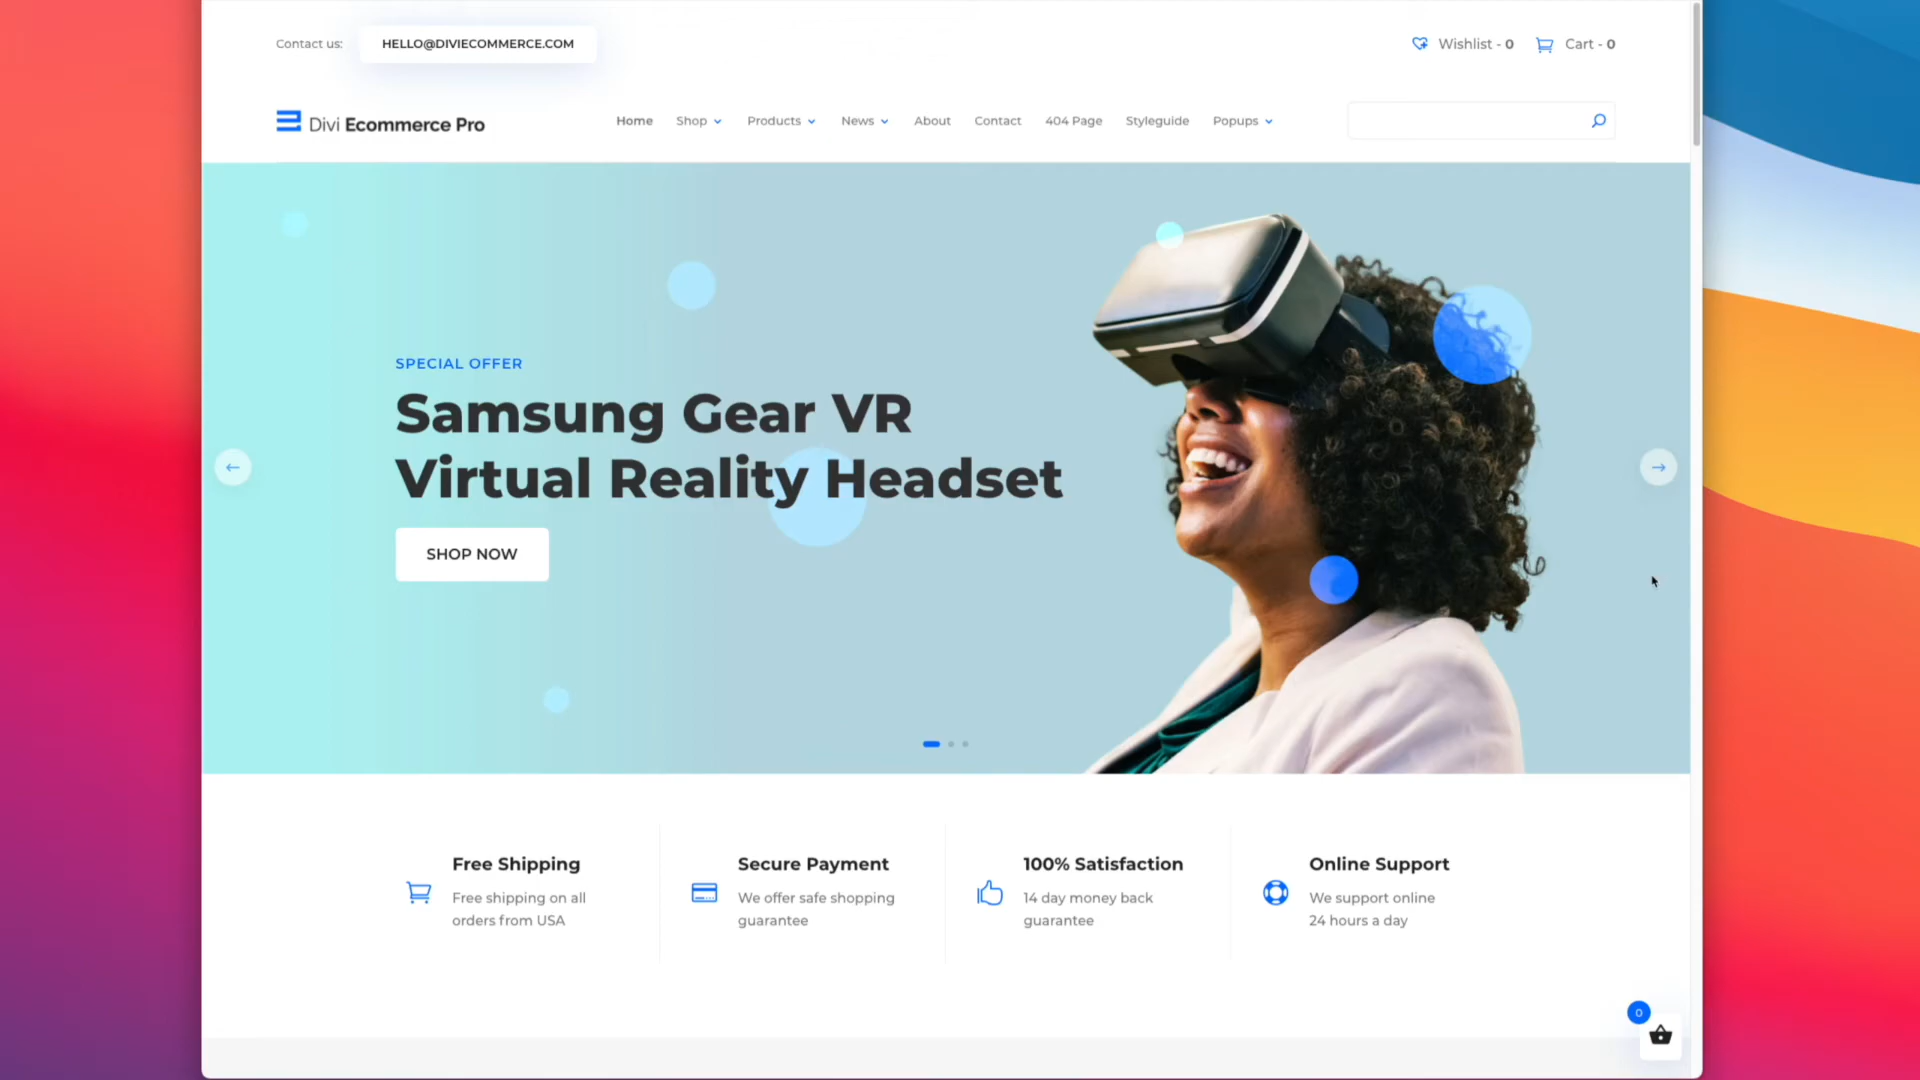 Contact us: HELLO@DIVIECOMMERCE.COM Wishlist - 0 Cart - 0
Divi Ecommerce Pro Home Shop Products News About Contact 404 Page Styleguide Popups
SPECIAL OFFER
Samsung Gear VR
Virtual Reality Headset
SHOP NOW
Free Shipping
Free shipping on all
orders from USA
Secure Payment
We offer safe shopping
guarantee
100% Satisfaction
14 day money back
guarantee
Online Support
We support online
24 hours a day
0